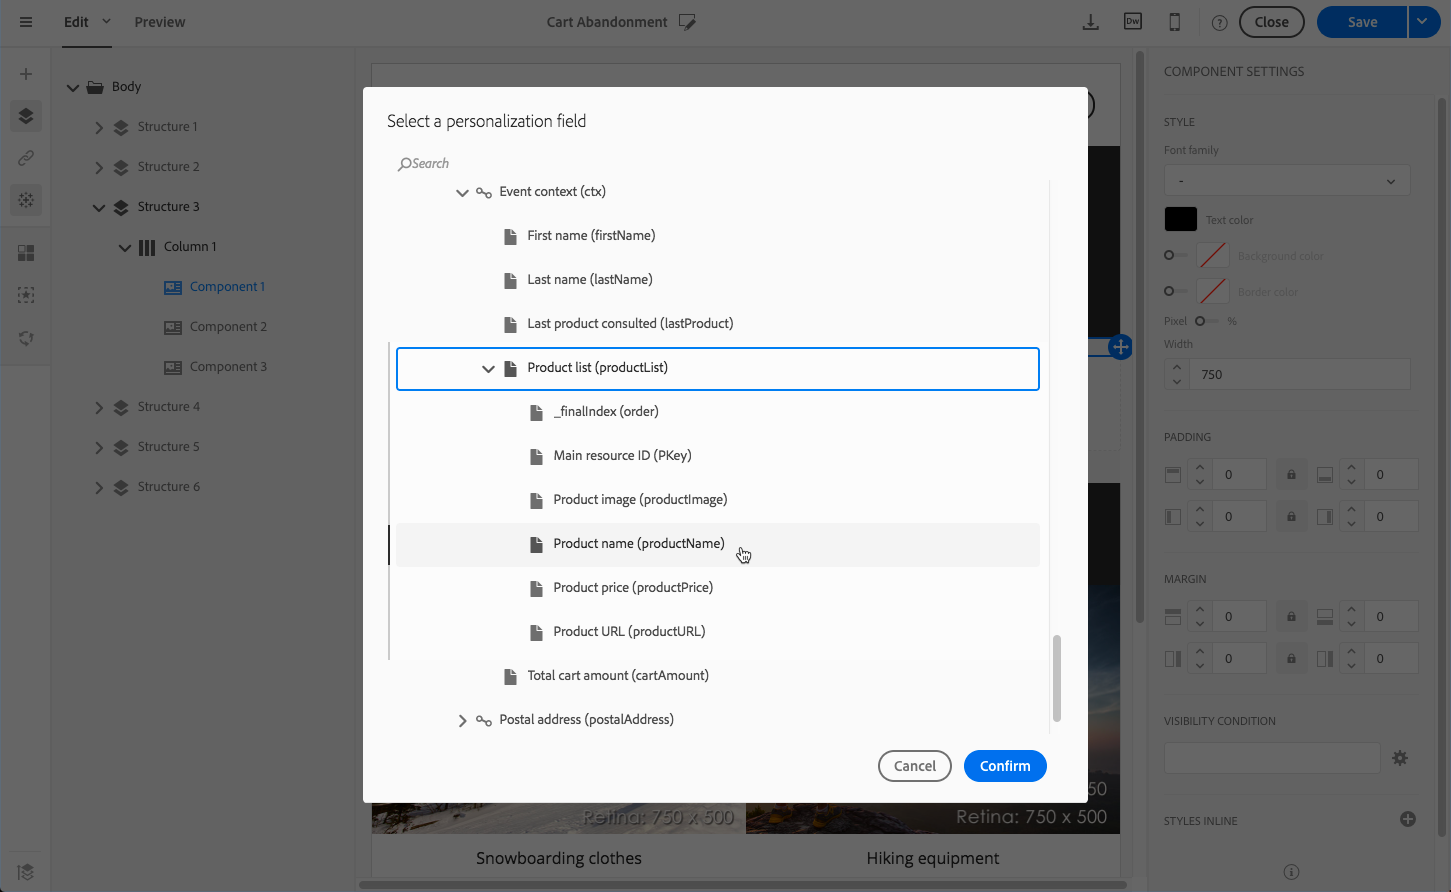 Edit
Preview
Cart Abandonment
Dw
?
Close
Save
Body
Structure 1
Structure 2
Structure 3
Column 1
Component 1
Component 2
Component 3
Structure 4
Structure 5
Structure 6
Select a personalization field
Search
Event context (ctx)
First name (firstName)
Last name (lastName)
Last product consulted (lastProduct)
Product list (productList)
_finalIndex (order)
Main resource ID (PKey)
Product image (productImage)
Product name (productName)
Product price (productPrice)
Product URL (productURL)
Total cart amount (cartAmount)
Postal address (postalAddress)
Cancel
Confirm
50
Retina: 750 x 500
Retina: 750 x 500
Snowboarding clothes
Hiking equipment
COMPONENT SETTINGS
STYLE
Font family
-
Text color
Background color
Border color
Pixel
%
Width
750
PADDING
0
0
0
0
MARGIN
0
0
0
0
VISIBILITY CONDITION
STYLES INLINE